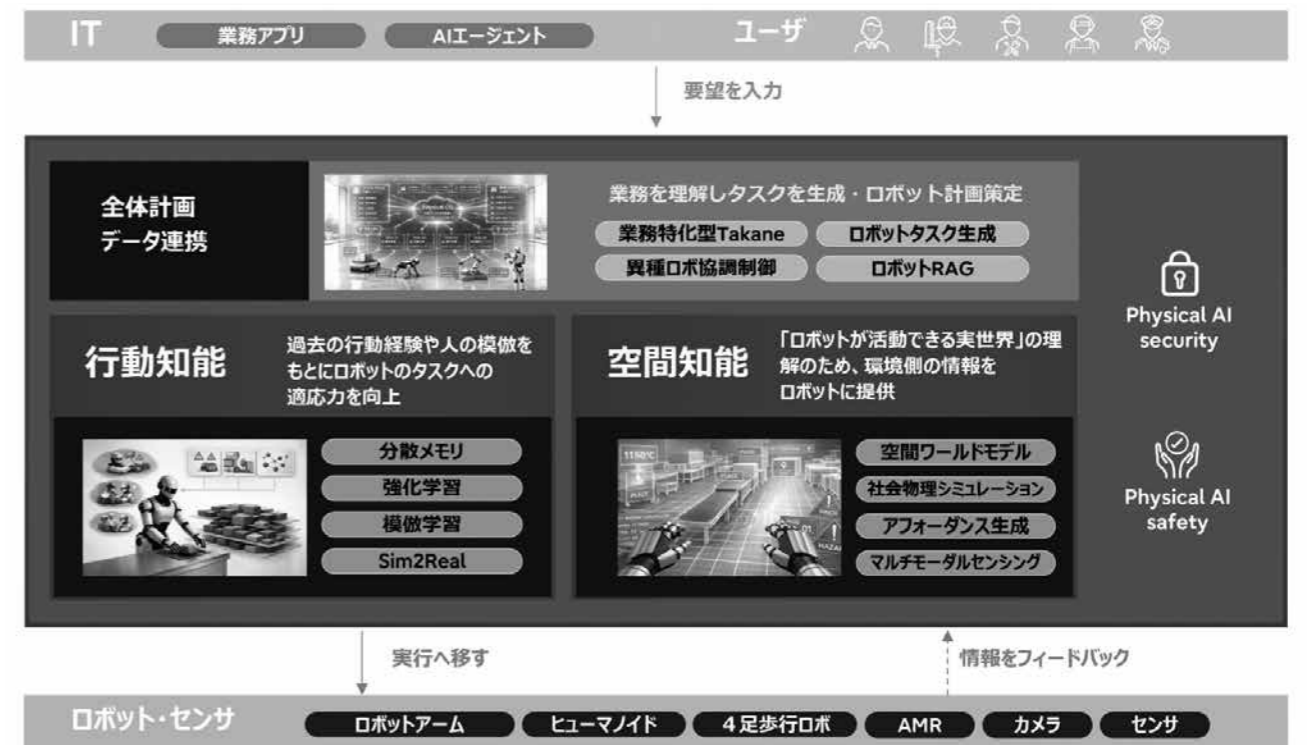 IT
業務アプリ
AIエージェント
ユーザ
要望を入力
全体計画
データ連携
業務を理解しタスクを生成・ロボット計画策定
業務特化型Takane
ロボットタスク生成
異種ロボ協調制御
ロボットRAG
Physical AI
security
行動知能
過去の行動経験や人の模倣を
もとにロボットのタスクへの
適応力を向上
分散メモリ
強化学習
模倣学習
Sim2Real
空間知能
「ロボットが活動できる実世界」の理
解のため、環境側の情報を
ロボットに提供
1150°C
空間ワールドモデル
社会物理シミュレーション
アフォーダンス生成
マルチモーダルセンシング
Physical AI
safety
実行へ移す
情報をフィードバック
ロボット・センサ
ロボットアーム
ヒューマノイド
4足歩行ロボ
AMR
カメラ
センサ